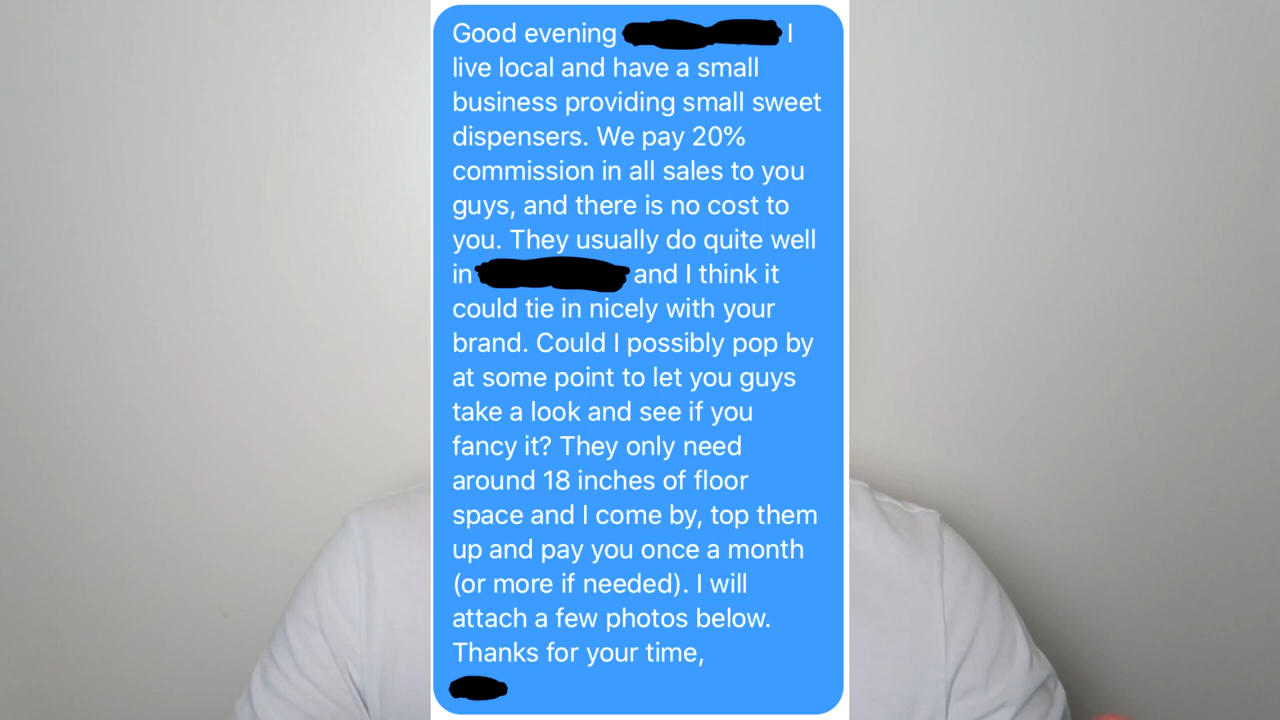 Good evening I
live local and have a small
business providing small sweet
dispensers. We pay 20%
commission in all sales to you
guys, and there is no cost to
you. They usually do quite well
in and I think it
could tie in nicely with your
brand. Could I possibly pop by
at some point to let you guys
take a look and see if you
fancy it? They only need
around 18 inches of floor
space and I come by, top them
up and pay you once a month
(or more if needed). I will
attach a few photos below.
Thanks for your time,